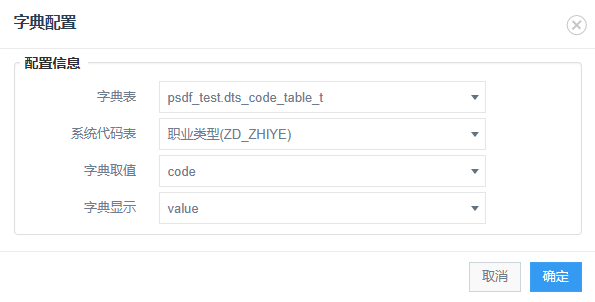 字典配置
配置信息
字典表 psdf_test.dts_code_table_t
系统代码表 职业类型(ZD_ZHIYE)
字典取值 code
字典显示 value
取消 确定